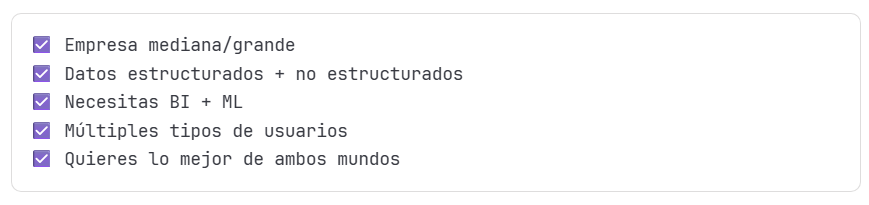 ☑ Empresa mediana/grande
☑ Datos estructurados + no estructurados
☑ Necesitas BI + ML
☑ Múltiples tipos de usuarios
☑ Quieres lo mejor de ambos mundos